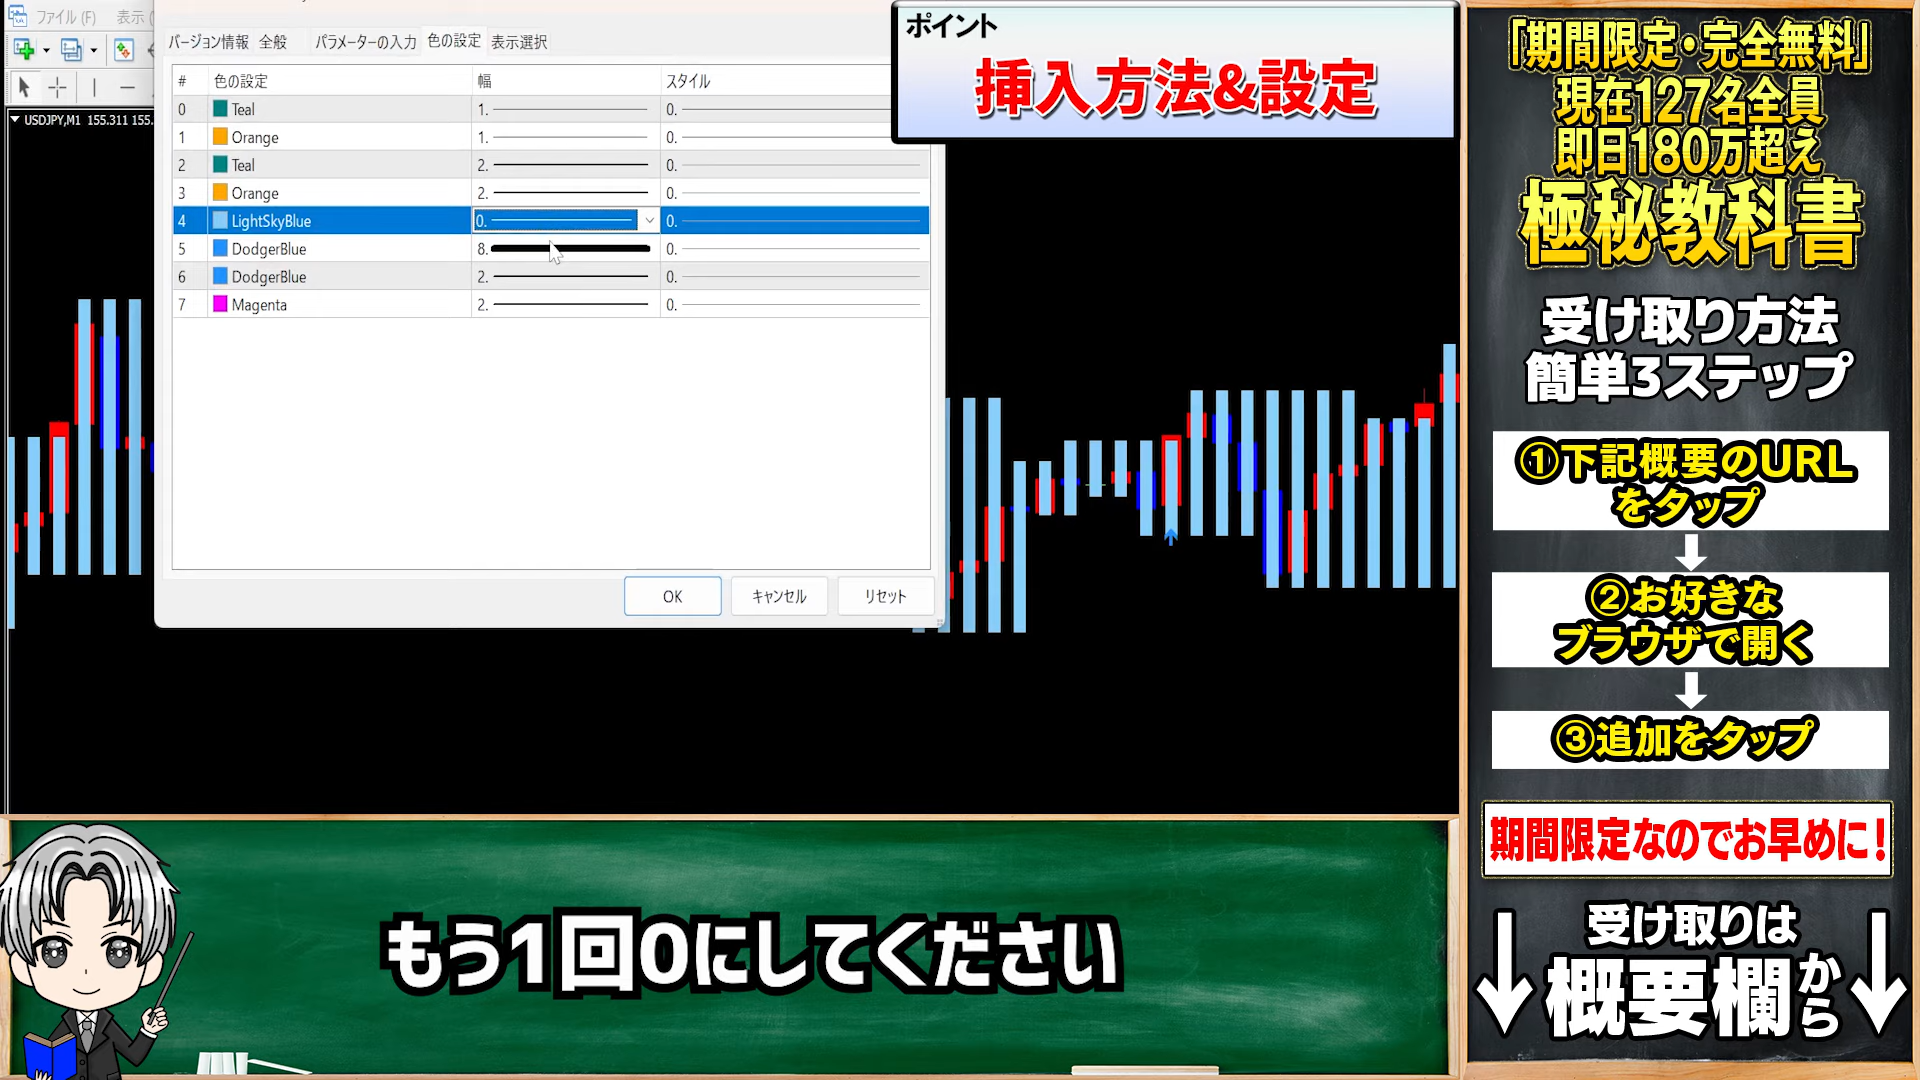 ファイル (F)
表示 (
USDJPY,M1 155.311 155.
バージョン情報 全般 パラメーターの入力 色の設定 表示選択
# 色の設定 幅 スタイル
0 Teal 1. 0.
1 Orange 1. 0.
2 Teal 2. 0.
3 Orange 2. 0.
4 LightSkyBlue 0. 0.
5 DodgerBlue 8. 0.
6 DodgerBlue 2. 0.
7 Magenta 2. 0.
OK キャンセル リセット
ポイント
挿入方法&設定
もう1回0にしてください
「期間限定・完全無料」
現在127名全員
即日180万超え
極秘教科書
受け取り方法
簡単3ステップ
①下記概要のURL
をタップ
②お好きな
ブラウザで開く
③追加をタップ
期間限定なのでお早めに!
受け取りは
概要欄から